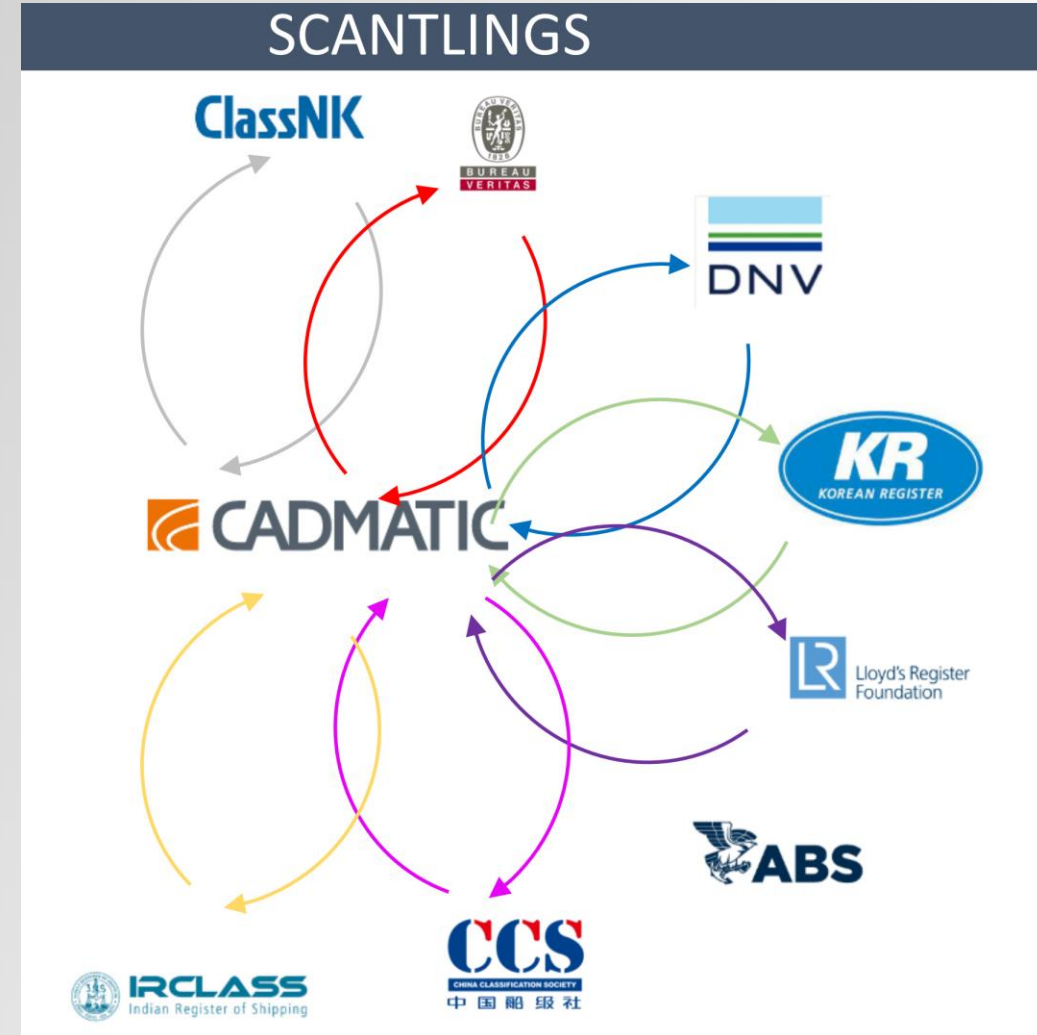 SCANTLINGS
ClassNK
BUREAU VERITAS
1828
BUREAU
VERITAS
DNV
KR
KOREAN REGISTER
CADMATIC
LR
Lloyd's Register
Foundation
ABS
CCS
CHINA CLASSIFICATION SOCIETY
中国船级社
IRCLASS
Indian Register of Shipping